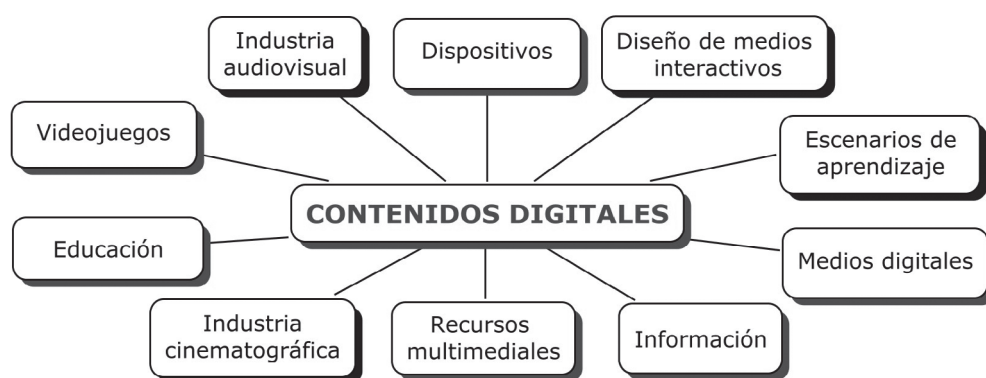 Industria
audiovisual
Dispositivos
Diseño de medios
interactivos
Videojuegos
Escenarios de
aprendizaje
CONTENIDOS DIGITALES
Educación
Medios digitales
Industria
cinematográfica
Recursos
multimediales
Información